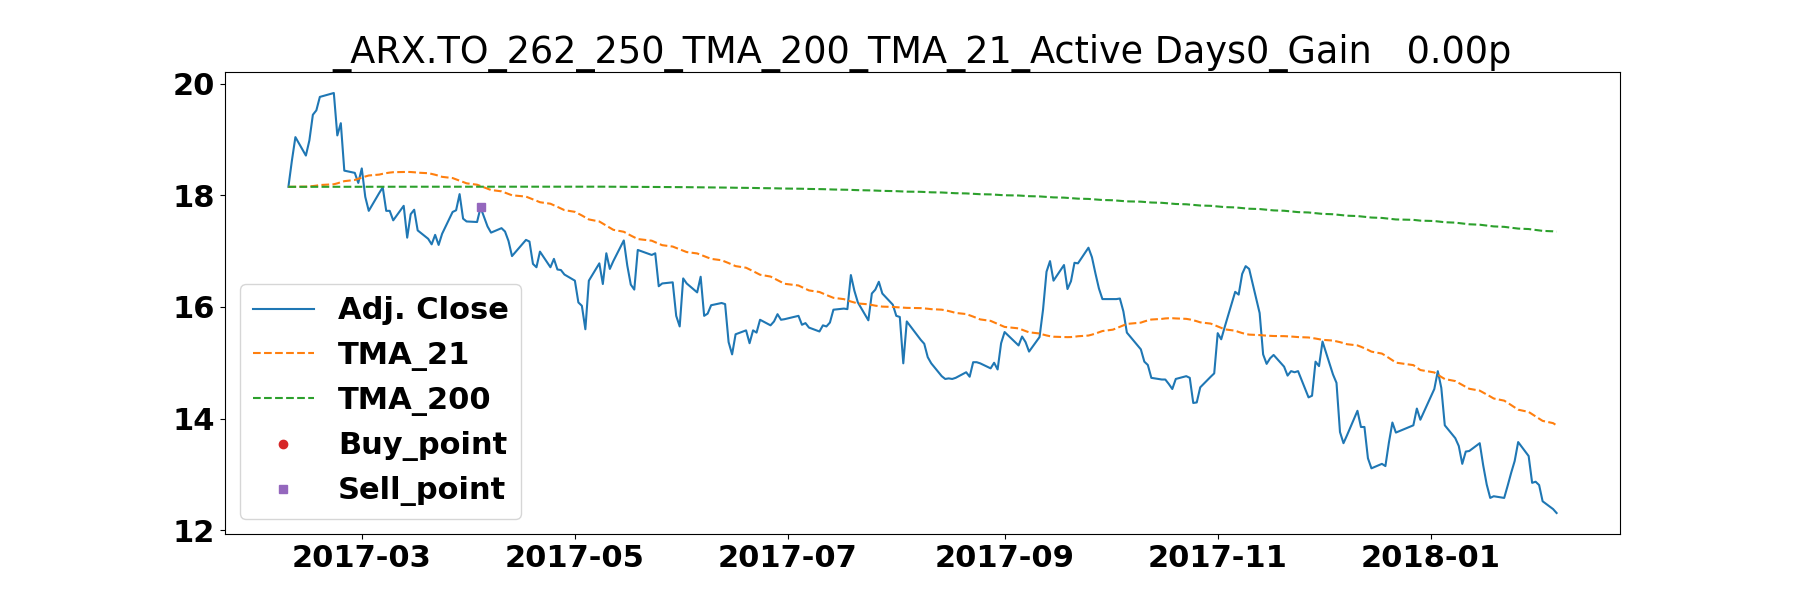 _ARX.TO_262_250_TMA_200_TMA_21_Active Days0_Gain   0.00p
20
18
16
14
12
Adj. Close
TMA_21
TMA_200
Buy_point
Sell_point
2017-03 2017-05 2017-07 2017-09 2017-11 2018-01